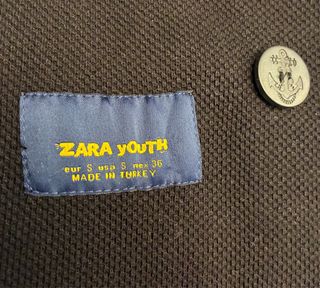 ZARA YOUTH
eur S usa S mex 36
MADE IN TURKEY